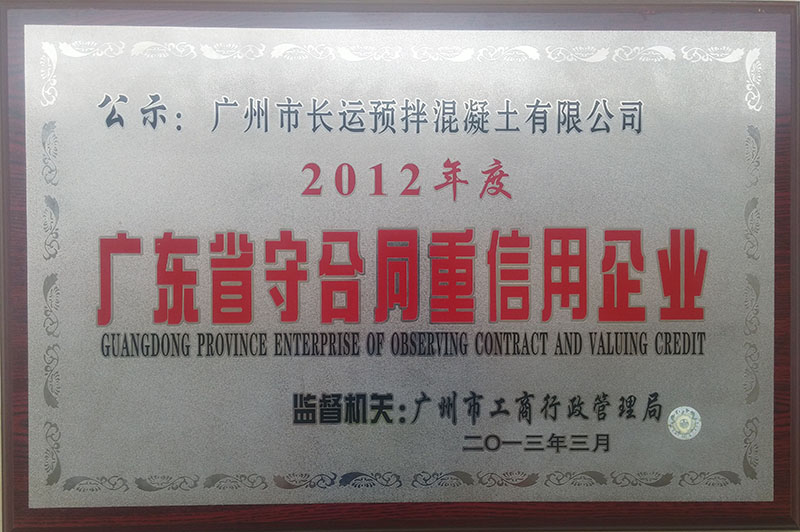 公示：广州市长运预拌混凝土有限公司
2012年度
广东省守合同重信用企业
GUANGDONG PROVINCE ENTERPRISE OF OBSERVING CONTRACT AND VALUING CREDIT
监督机关：广州市工商行政管理局
二〇一三年三月